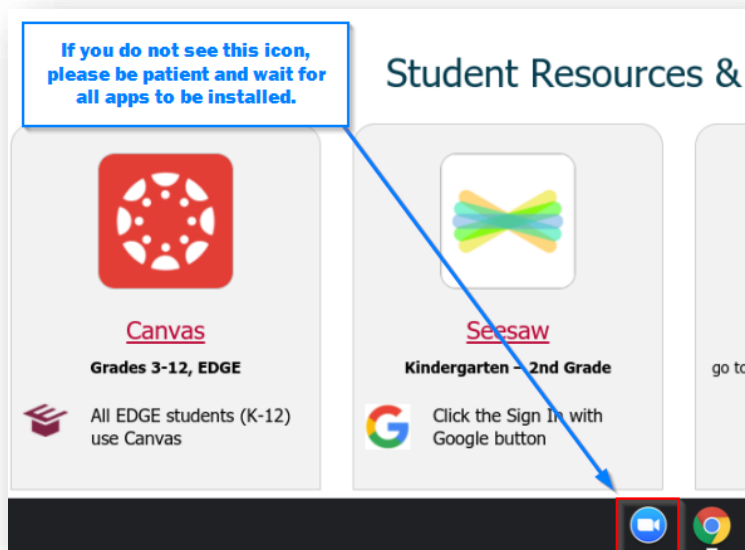 If you do not see this icon,
please be patient and wait for
all apps to be installed.
Student Resources &
Canvas
Grades 3-12, EDGE
All EDGE students (K-12)
use Canvas
Seesaw
Kindergarten – 2nd Grade
Click the Sign In with
Google button
go to